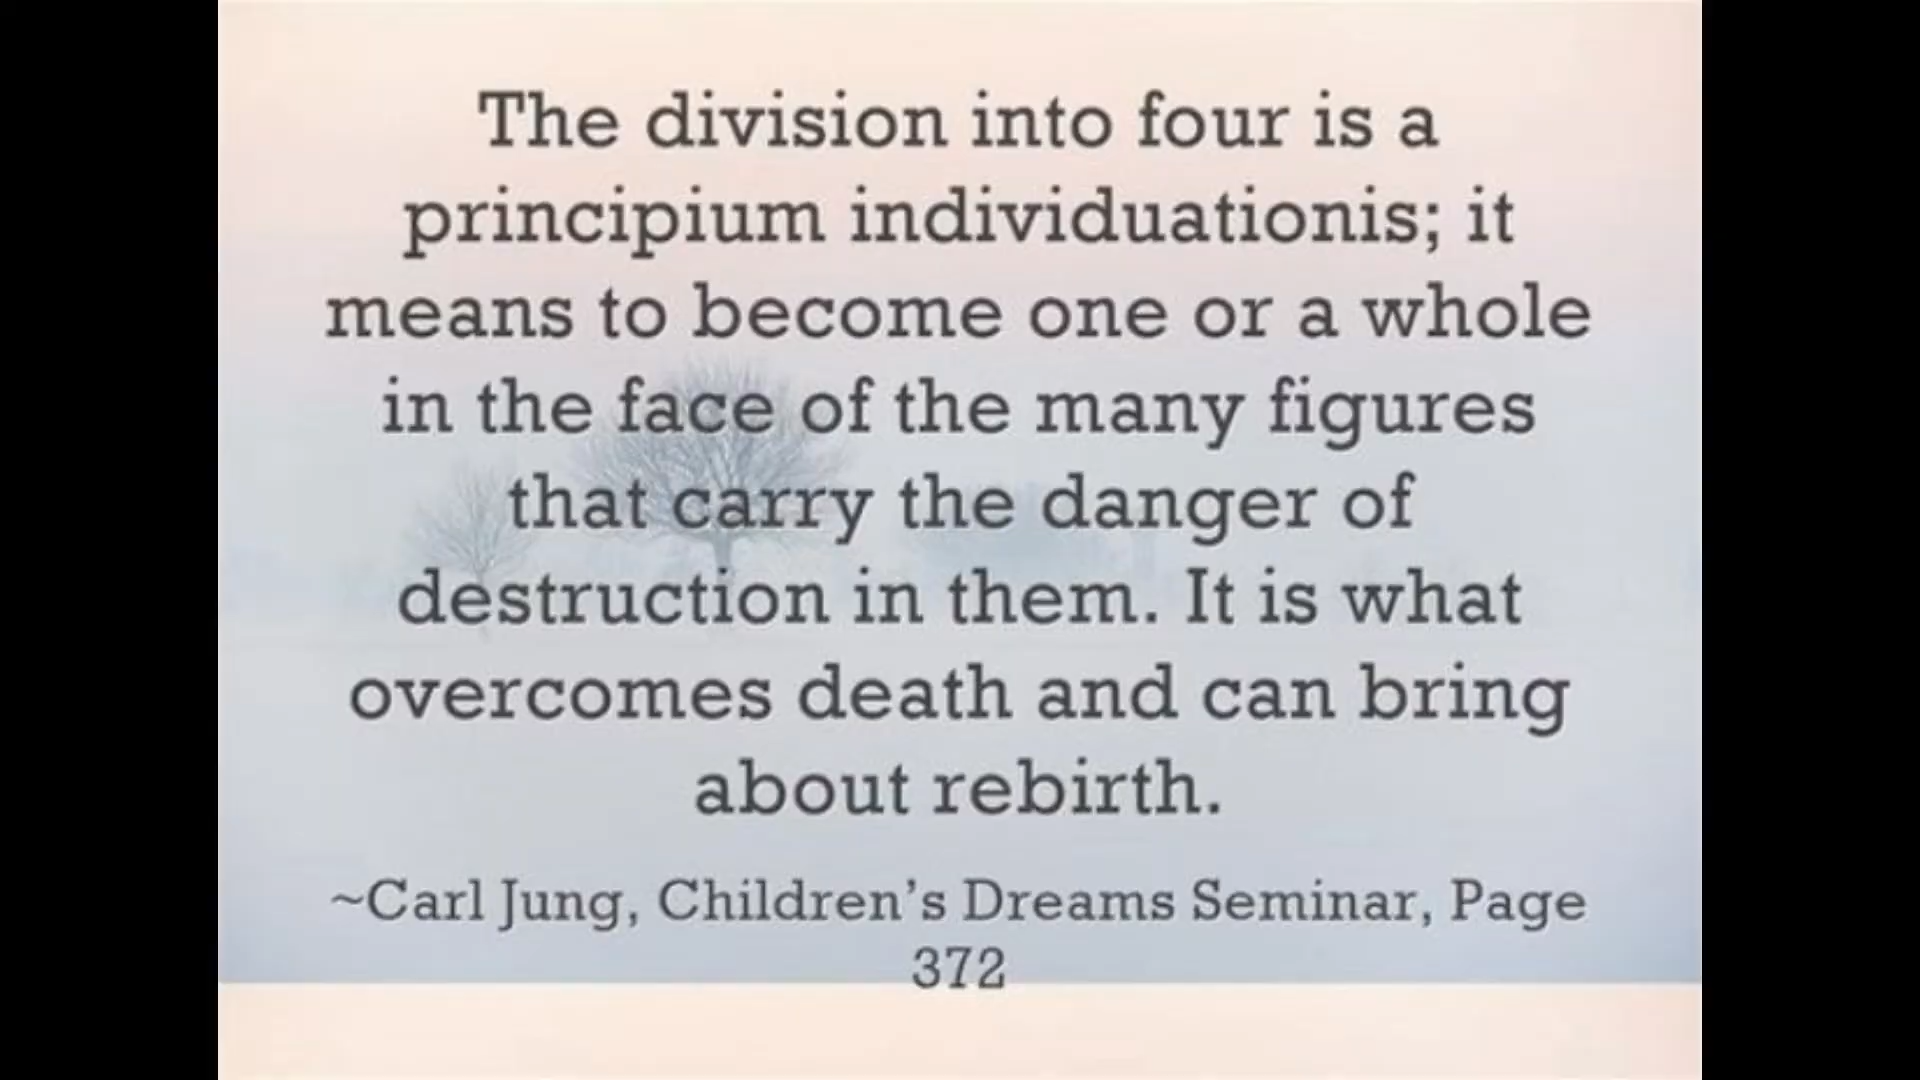 The division into four is a
principium individuationis; it
means to become one or a whole
in the face of the many figures
that carry the danger of
destruction in them. It is what
overcomes death and can bring
about rebirth.
~Carl Jung, Children’s Dreams Seminar, Page
372